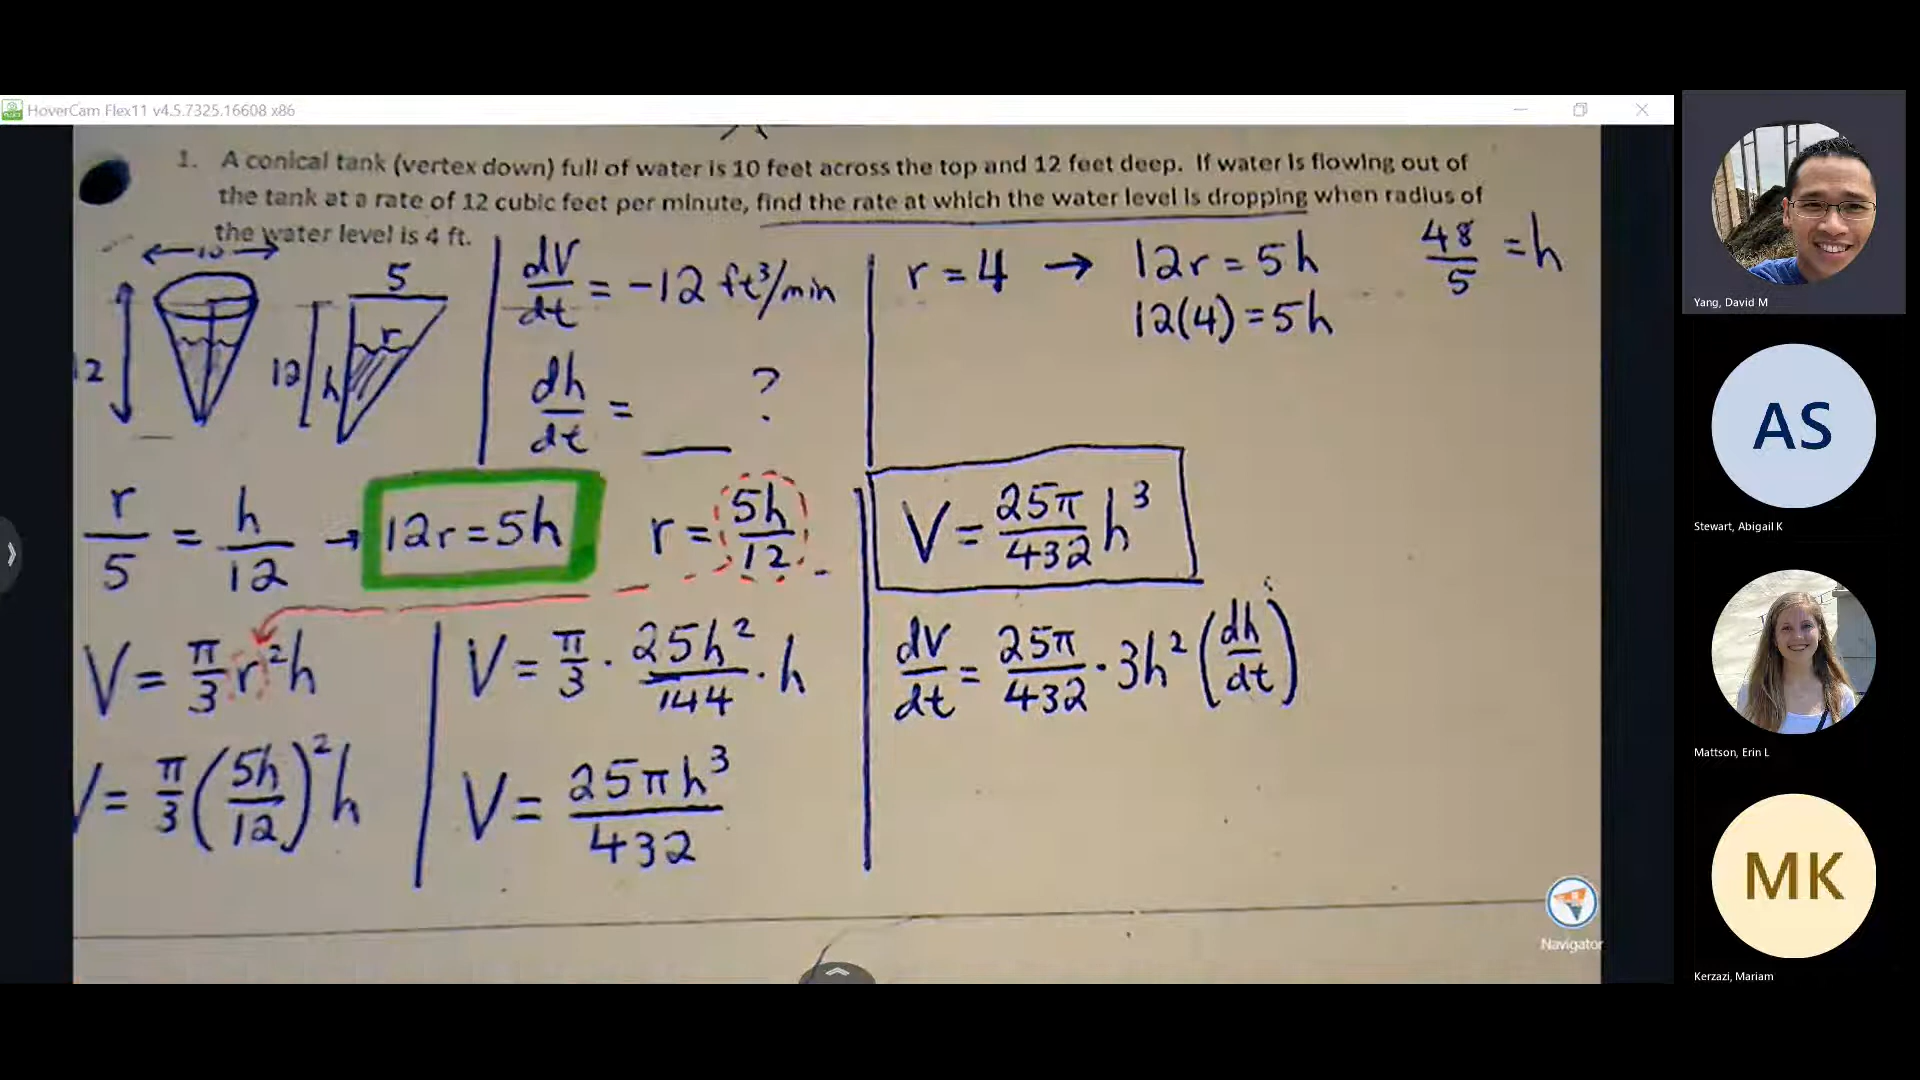 HoverCam Flex11 v4.5.7325.16608 x86
1. A conical tank (vertex down) full of water is 10 feet across the top and 12 feet deep. If water is flowing out of
the tank at a rate of 12 cubic feet per minute, find the rate at which the water level is dropping when radius of
the water level is 4 ft.
10
12
5
r
12
h
dV/dt = -12 ft³/min
dh/dt = ___ ?
r = 4 → 12r = 5h
12(4) = 5h
48/5 = h
r/5 = h/12 → 12r = 5h
r = 5h/12
V = π/3 r²h
V = π/3 (5h/12)² h
V = π/3 · 25h²/144 · h
V = 25πh³/432
V = 25π/432 h³
dV/dt = 25π/432 · 3h² (dh/dt)
Navigator
Yang, David M
AS
Stewart, Abigail K
Mattson, Erin L
MK
Kerzazi, Mariam